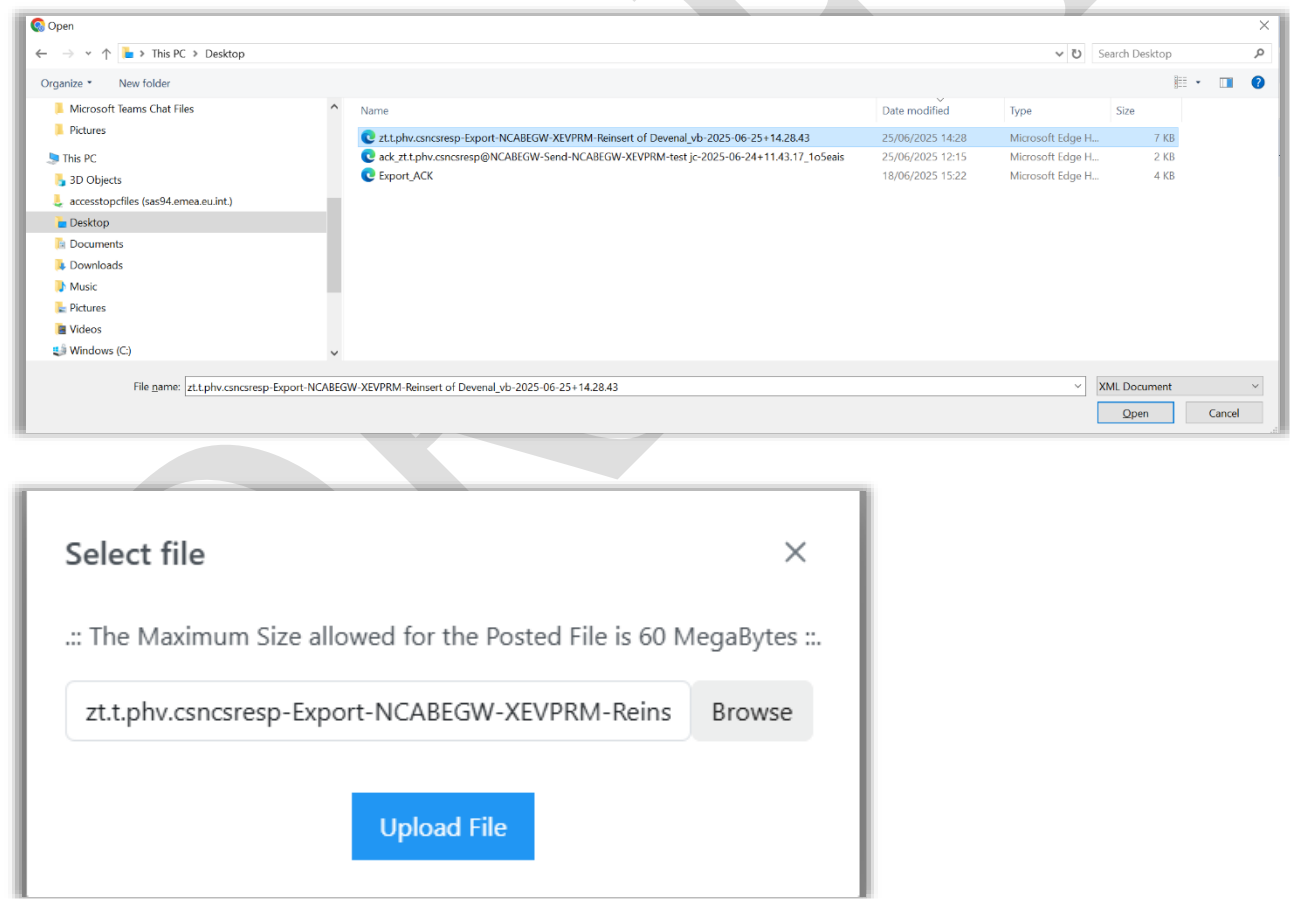 Open
This PC > Desktop
Search Desktop
Organize New folder
Microsoft Teams Chat Files
Pictures
This PC
3D Objects
accesstopcfiles (sas94.emea.eu.int.)
Desktop
Documents
Downloads
Music
Pictures
Videos
Windows (C:)
Name Date modified Type Size
zt.t.phv.csncsresp-Export-NCABEGW-XEVPRM-Reinsert of Devenal_vb-2025-06-25+14.28.43 25/06/2025 14:28 Microsoft Edge H... 7 KB
ack_zt.t.phv.csncsresp@NCABEGW-Send-NCABEGW-XEVPRM-test jc-2025-06-24+11.43.17_1o5eais 25/06/2025 12:15 Microsoft Edge H... 2 KB
Export_ACK 18/06/2025 15:22 Microsoft Edge H... 4 KB
File name: zt.t.phv.csncsresp-Export-NCABEGW-XEVPRM-Reinsert of Devenal_vb-2025-06-25+14.28.43 XML Document
Open Cancel
Select file
.:: The Maximum Size allowed for the Posted File is 60 MegaBytes ::.
zt.t.phv.csncsresp-Export-NCABEGW-XEVPRM-Reins Browse
Upload File